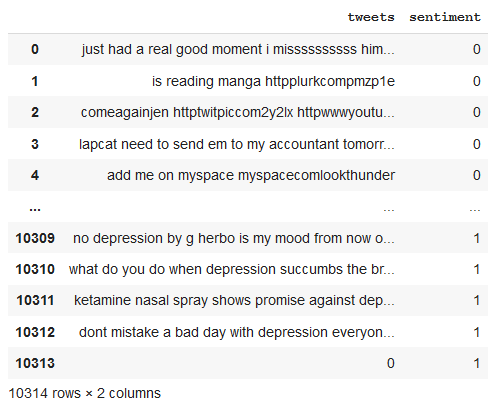 tweets sentiment
0 just had a real good moment i missssssssss him... 0
1 is reading manga httpplurkcompmzp1e 0
2 comeagainjen httptwitpiccom2y2lx httpwwwyoutu... 0
3 lapcat need to send em to my accountant tomorr... 0
4 add me on myspace myspacecomlookthunder 0
... ... ...
10309 no depression by g herbo is my mood from now o... 1
10310 what do you do when depression succumbs the br... 1
10311 ketamine nasal spray shows promise against dep... 1
10312 dont mistake a bad day with depression everyon... 1
10313 0 1
10314 rows × 2 columns